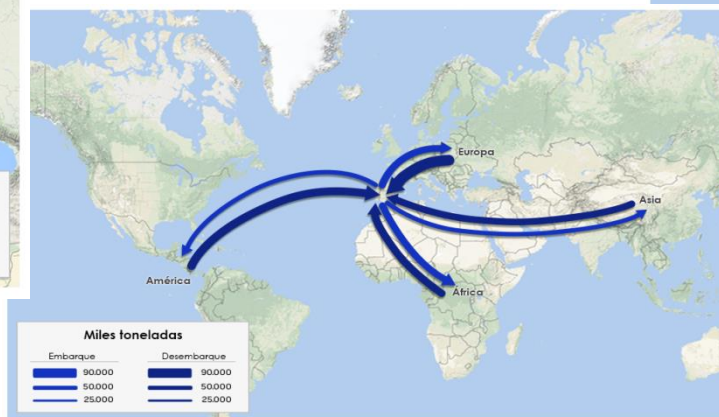 Europa
Asia
América
África
Miles toneladas
Embarque Desembarque
90.000 90.000
50.000 50.000
25.000 25.000